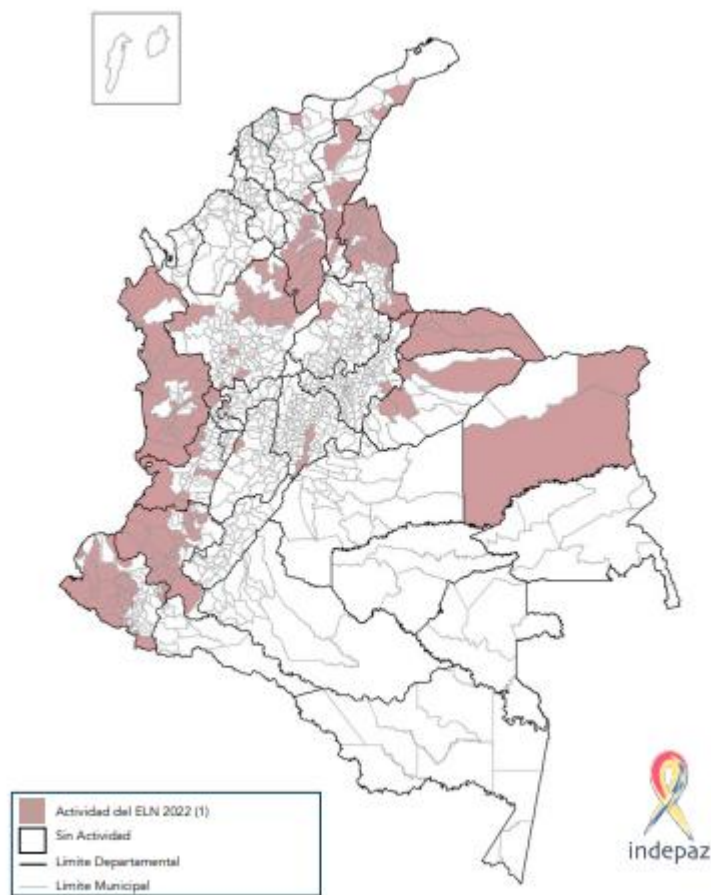 Actividad del ELN 2022 (1)
Sin Actividad
Límite Departamental
Límite Municipal
indepaz